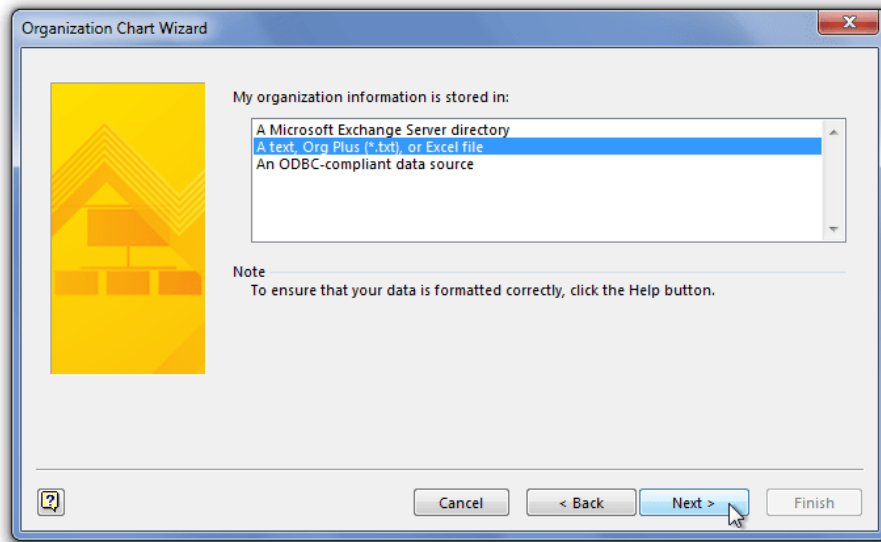 Organization Chart Wizard
My organization information is stored in:
A Microsoft Exchange Server directory
A text, Org Plus (*.txt), or Excel file
An ODBC-compliant data source
Note
To ensure that your data is formatted correctly, click the Help button.
Cancel
< Back
Next >
Finish